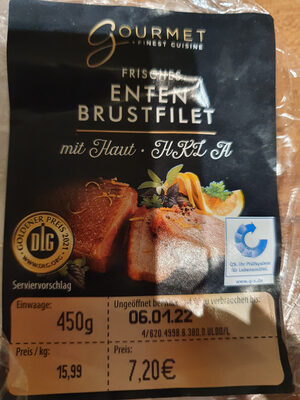 GOURMET
FINEST CUISINE
FRISCHES
ENTEN
BRUSTFILET
mit Haut · HKL A
GOLDENER PREIS 2021
DLG
WWW.DLG.ORG
QS. Ihr Prüfsystem
für Lebensmittel.
www.q-s.de
Serviervorschlag
Einwaage:
450g
Ungeöffnet bei zu verbrauchen bis:
06.01.22
Preis / kg:
15,99
Preis:
7,20€